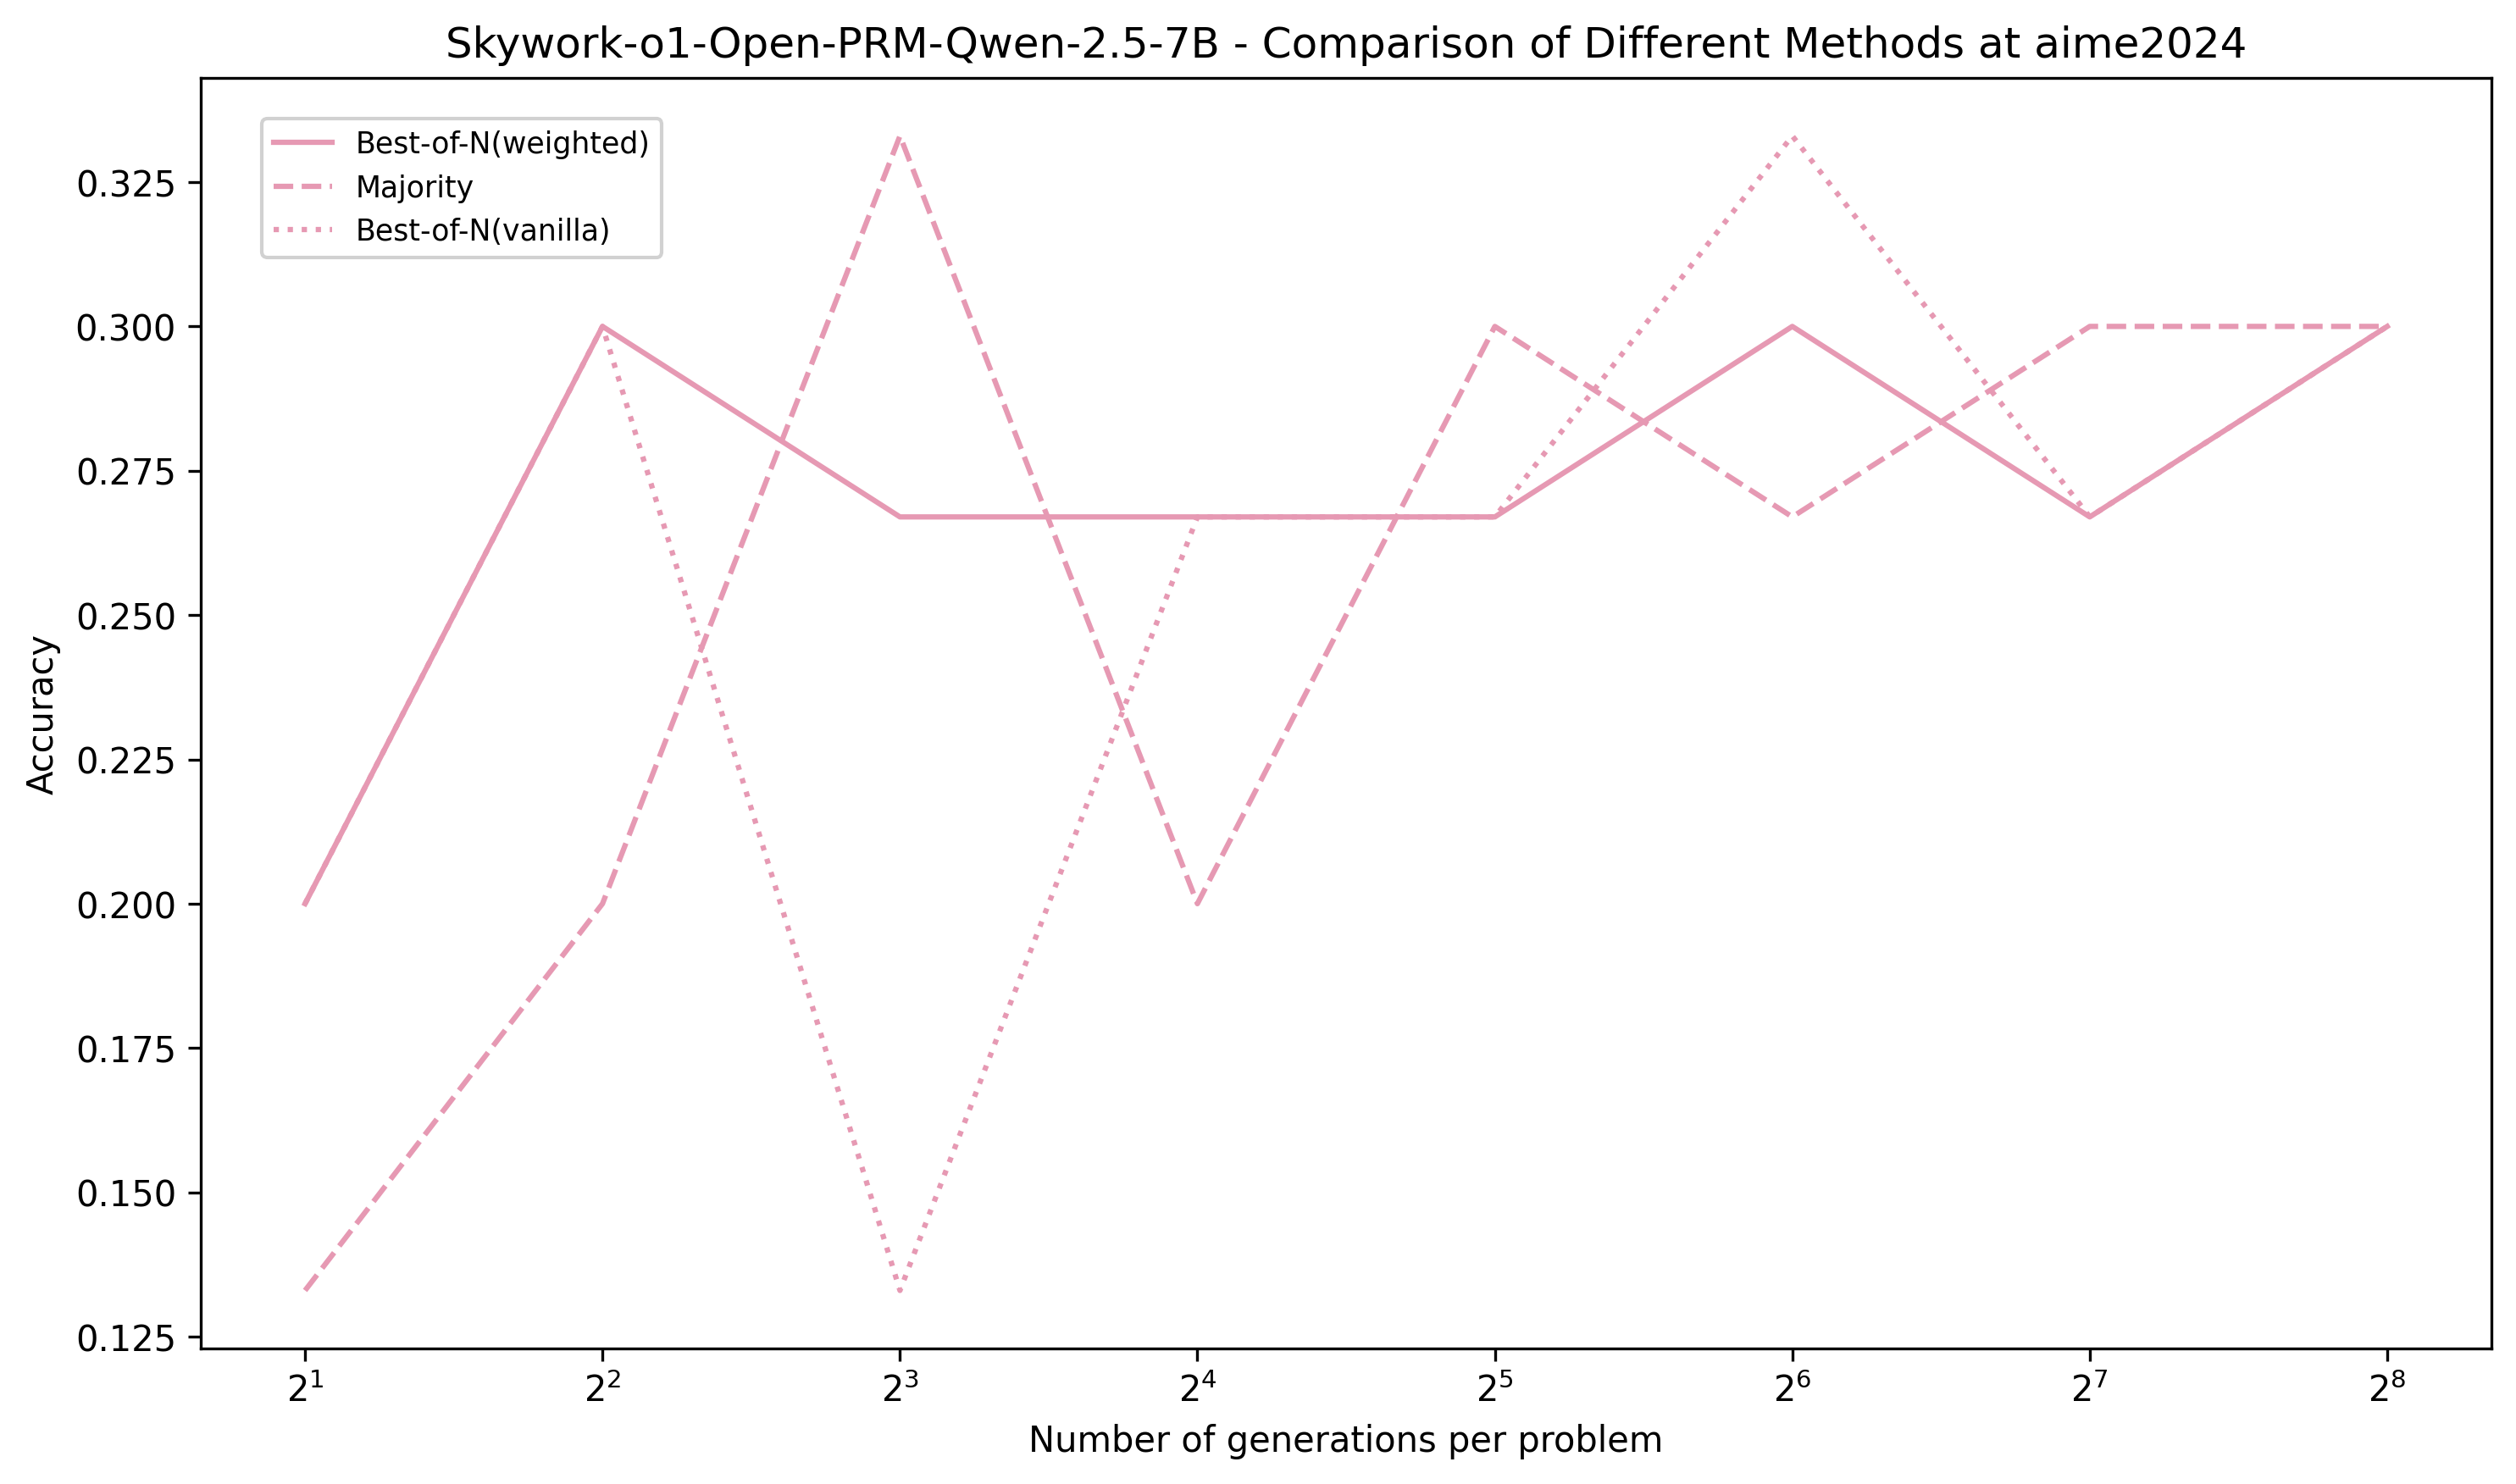 Skywork-o1-Open-PRM-Qwen-2.5-7B - Comparison of Different Methods at aime2024
Best-of-N(weighted)
Majority
Best-of-N(vanilla)
Accuracy
0.325
0.300
0.275
0.250
0.225
0.200
0.175
0.150
0.125
2¹ 2² 2³ 2⁴ 2⁵ 2⁶ 2⁷ 2⁸
Number of generations per problem